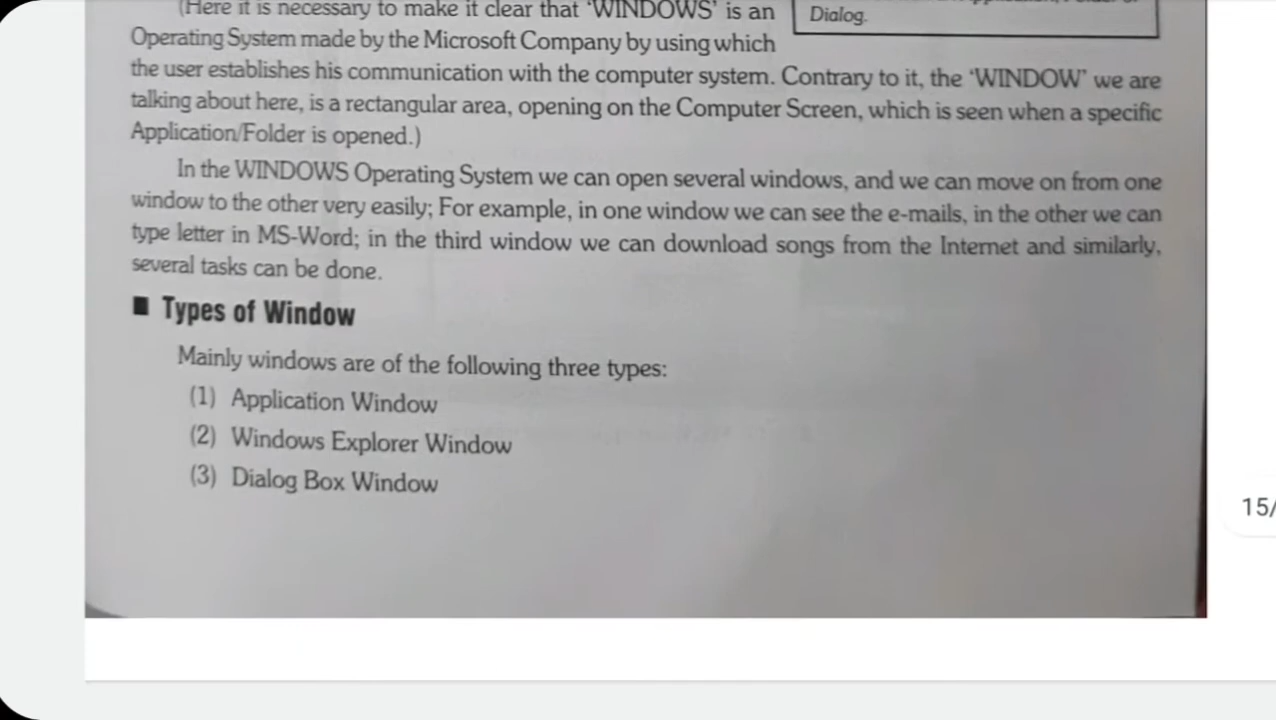 (Here it is necessary to make it clear that 'WINDOWS' is an
Dialog.
Operating System made by the Microsoft Company by using which
the user establishes his communication with the computer system. Contrary to it, the 'WINDOW' we are
talking about here, is a rectangular area, opening on the Computer Screen, which is seen when a specific
Application/Folder is opened.)
In the WINDOWS Operating System we can open several windows, and we can move on from one
window to the other very easily; For example, in one window we can see the e-mails, in the other we can
type letter in MS-Word; in the third window we can download songs from the Internet and similarly,
several tasks can be done.
■ Types of Window
Mainly windows are of the following three types:
(1) Application Window
(2) Windows Explorer Window
(3) Dialog Box Window
15/